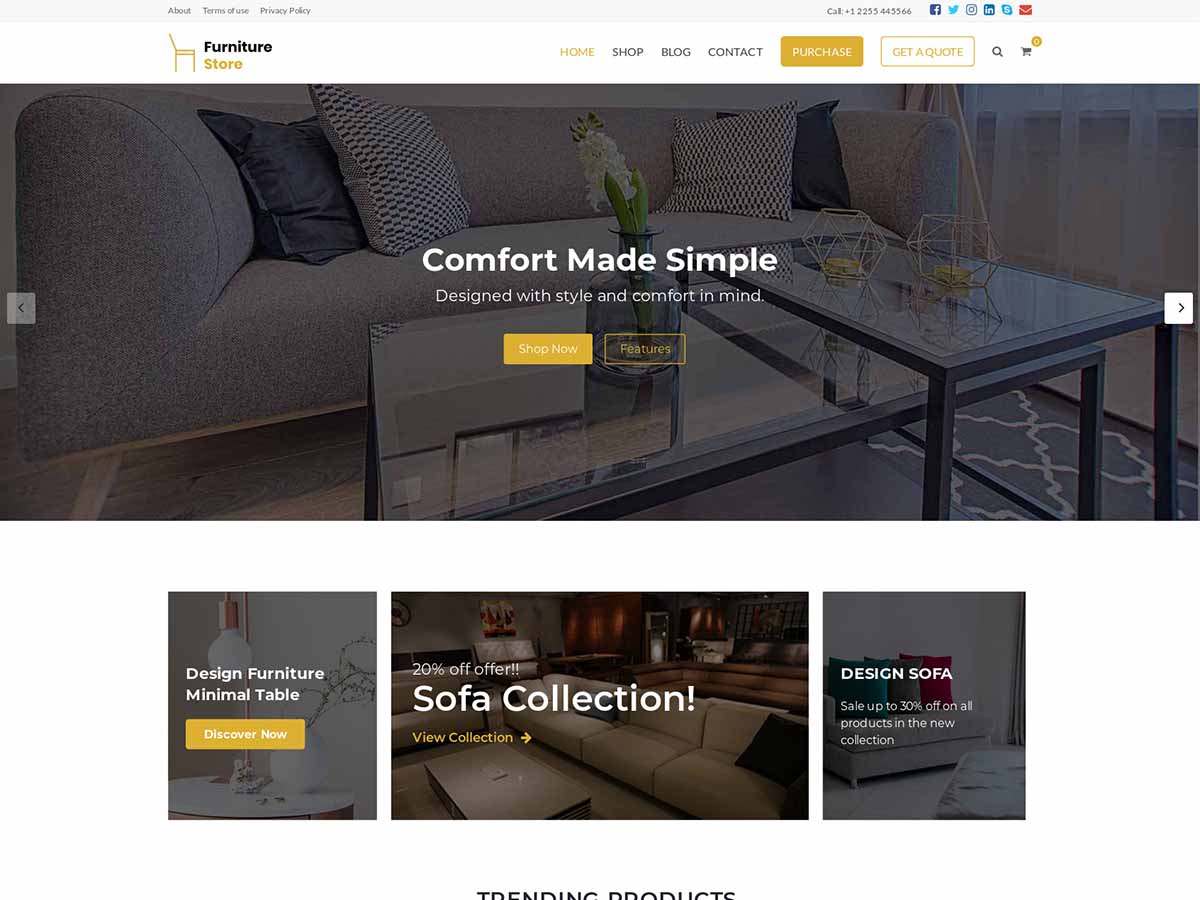 About Terms of use Privacy Policy Call: +1 2255 445566
Furniture
Store
HOME SHOP BLOG CONTACT PURCHASE GET A QUOTE 0
Comfort Made Simple
Designed with style and comfort in mind.
Shop Now Features
Design Furniture
Minimal Table
Discover Now
20% off offer!!
Sofa Collection!
View Collection
DESIGN SOFA
Sale up to 30% off on all
products in the new
collection
TRENDING PRODUCTS